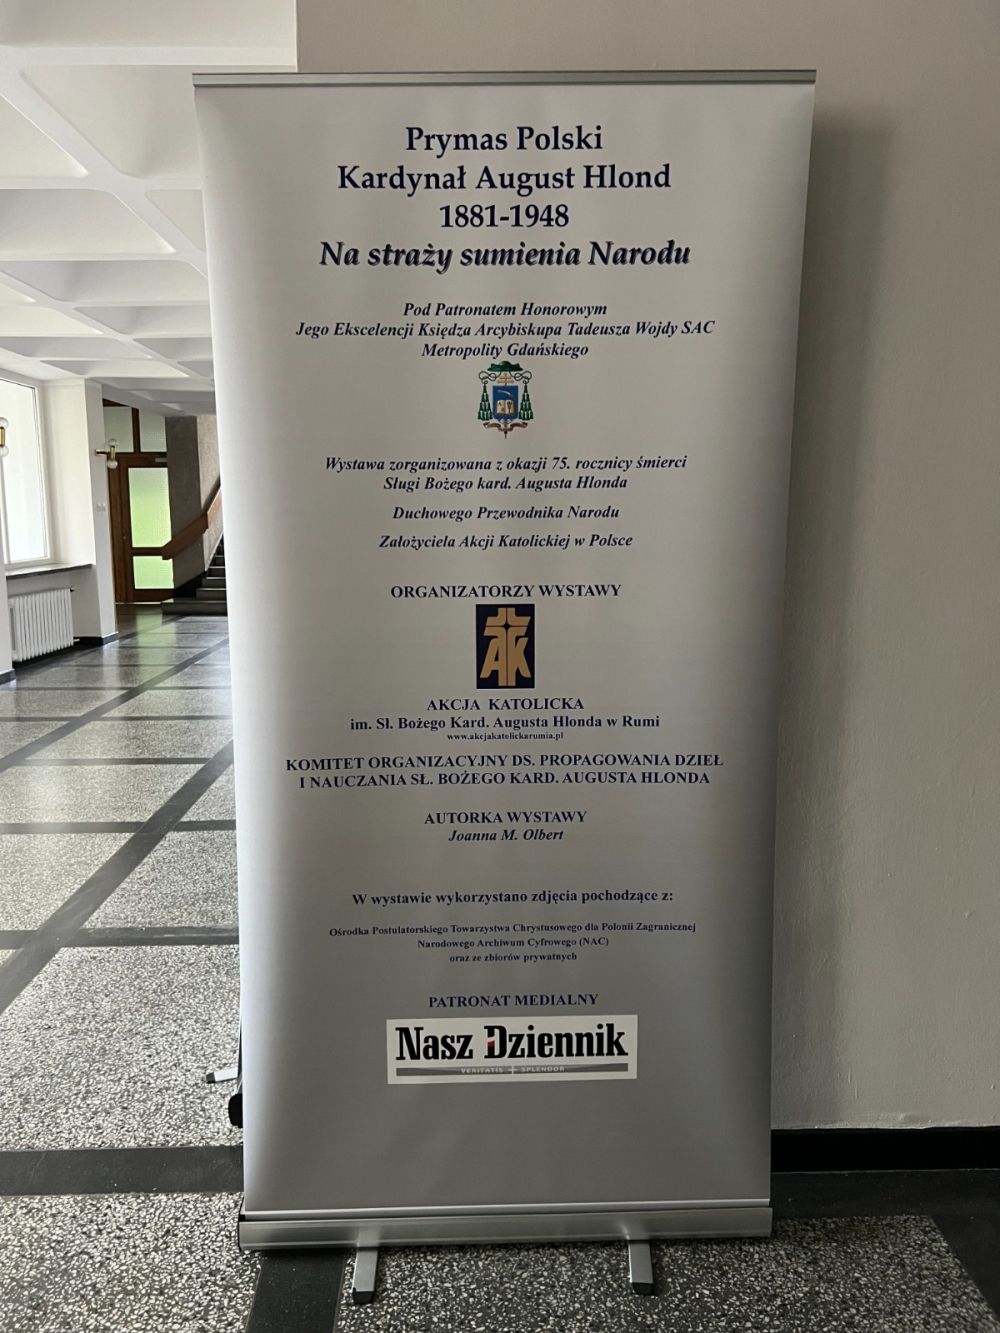 Prymas Polski
Kardynał August Hlond
1881-1948
Na straży sumienia Narodu
Pod Patronatem Honorowym
Jego Ekscelencji Księdza Arcybiskupa Tadeusza Wojdy SAC
Metropolity Gdańskiego
Wystawa zorganizowana z okazji 75. rocznicy śmierci
Sługi Bożego kard. Augusta Hlonda
Duchowego Przewodnika Narodu
Założyciela Akcji Katolickiej w Polsce
ORGANIZATORZY WYSTAWY
AK
AKCJA KATOLICKA
im. Sł. Bożego Kard. Augusta Hlonda w Rumi
www.akcjakatolickarumia.pl
KOMITET ORGANIZACYJNY DS. PROPAGOWANIA DZIEŁ
I NAUCZANIA SŁ. BOŻEGO KARD. AUGUSTA HLONDA
AUTORKA WYSTAWY
Joanna M. Olbert
W wystawie wykorzystano zdjęcia pochodzące z:
Ośrodka Postulatorskiego Towarzystwa Chrystusowego dla Polonii Zagranicznej
Narodowego Archiwum Cyfrowego (NAC)
oraz ze zbiorów prywatnych
PATRONAT MEDIALNY
Nasz Dziennik
VERITATIS SPLENDOR